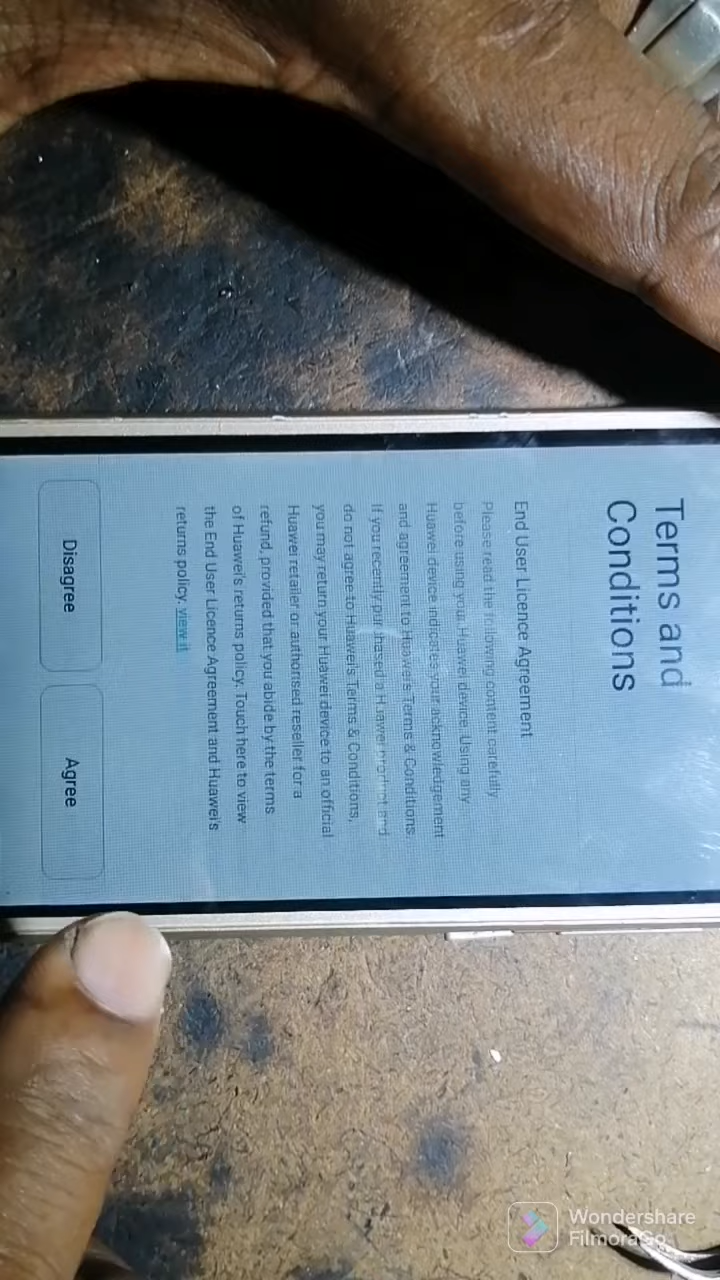 Terms and
Conditions
End User Licence Agreement
Please read the following content carefully
before using your Huawei device. Using any
Huawei device indicates your acknowledgement
and agreement to Huawei's Terms & Conditions.
If you recently purchased a Huawei product and
do not agree to Huawei's Terms & Conditions,
you may return your Huawei device to an official
Huawei retailer or authorised reseller for a
refund, provided that you abide by the terms
of Huawei's returns policy. Touch here to view
the End User Licence Agreement and Huawei's
returns policy. view it
Disagree
Agree
Wondershare
FilmoraGo